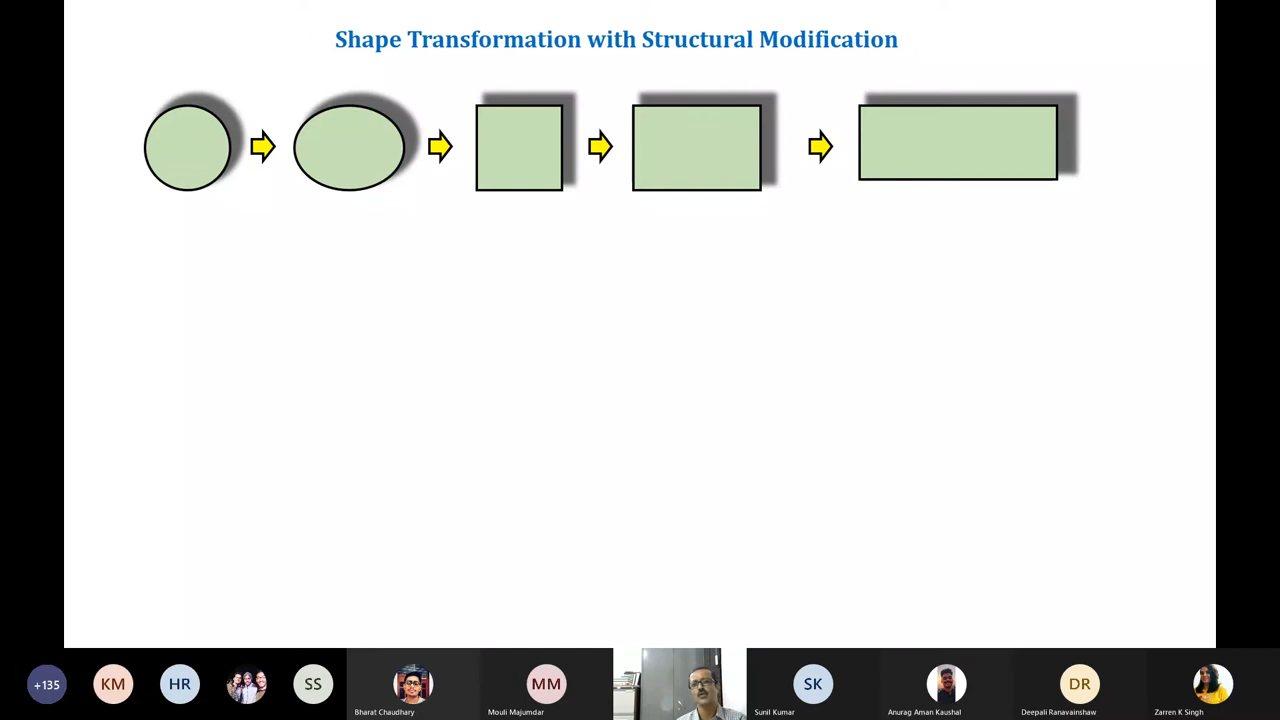 Shape Transformation with Structural Modification
+135
KM
HR
SS
Bharat Chaudhary
MM
Mouli Majumdar
SK
Sunil Kumar
Anurag Aman Kaushal
DR
Deepali Ranavainshaw
Zarren K Singh